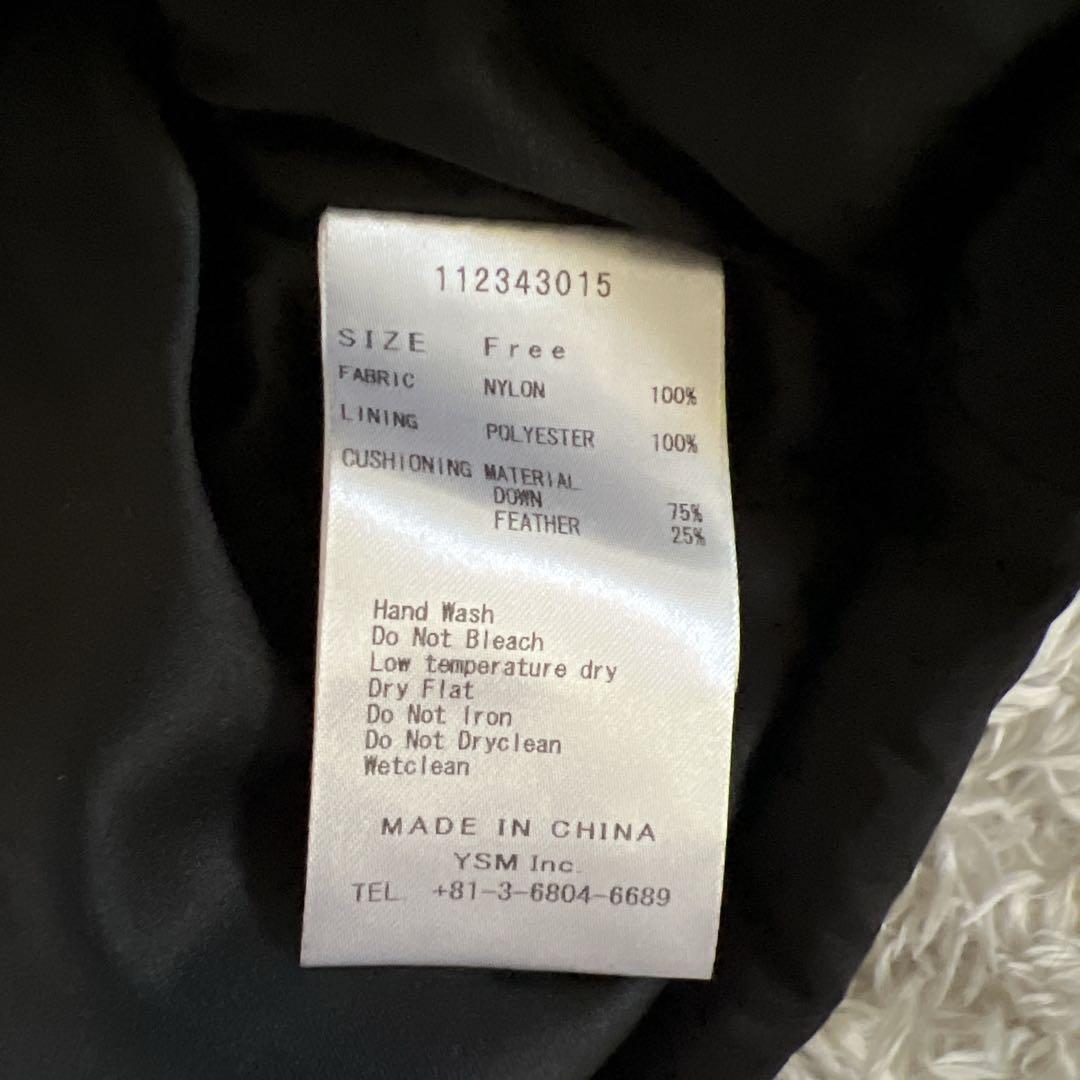 112343015
SIZE Free
FABRIC NYLON 100%
LINING POLYESTER 100%
CUSHIONING MATERIAL
DOWN 75%
FEATHER 25%
Hand Wash
Do Not Bleach
Low temperature dry
Dry Flat
Do Not Iron
Do Not Dryclean
Wetclean
MADE IN CHINA
YSM Inc.
TEL. +81-3-6804-6689